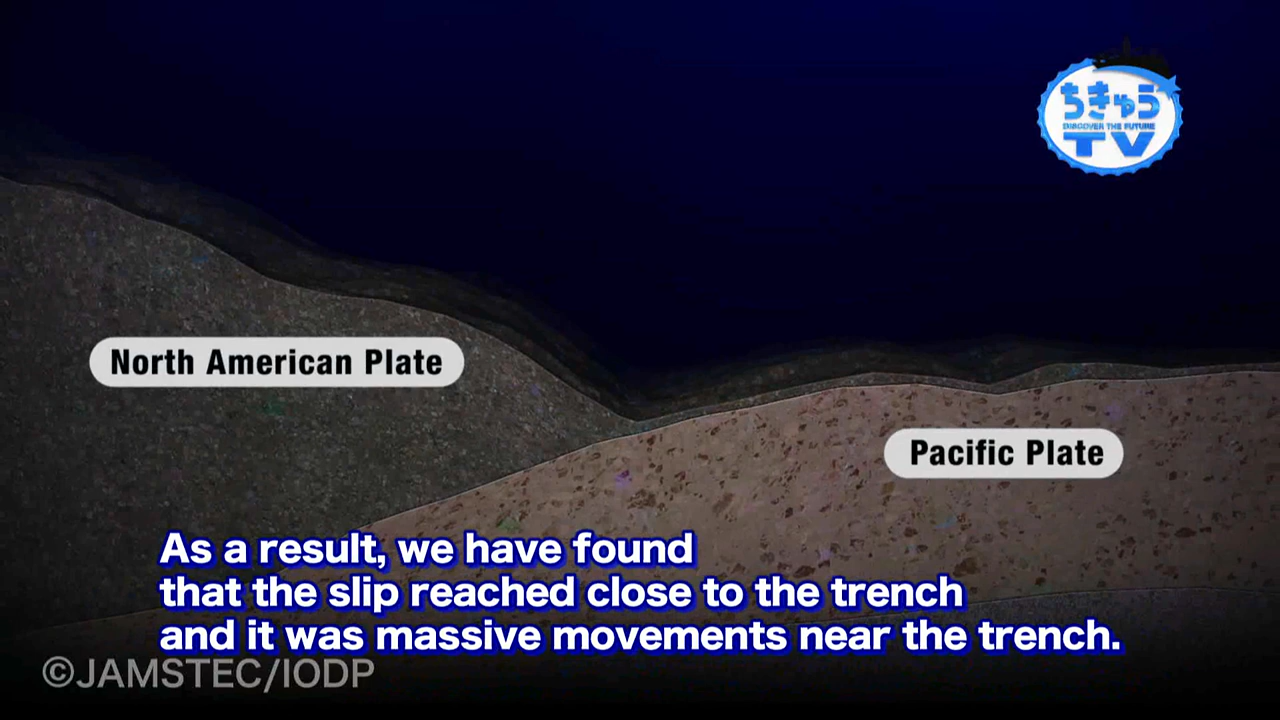 ちきゅう
DISCOVER THE FUTURE
TV
North American Plate
Pacific Plate
As a result, we have found
that the slip reached close to the trench
and it was massive movements near the trench.
©JAMSTEC/IODP